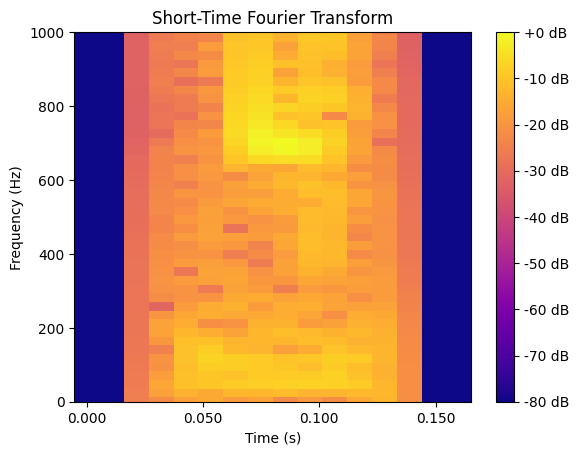 Short-Time Fourier Transform
Frequency (Hz)
1000
800
600
400
200
0
0.000 0.050 0.100 0.150
Time (s)
+0 dB
-10 dB
-20 dB
-30 dB
-40 dB
-50 dB
-60 dB
-70 dB
-80 dB